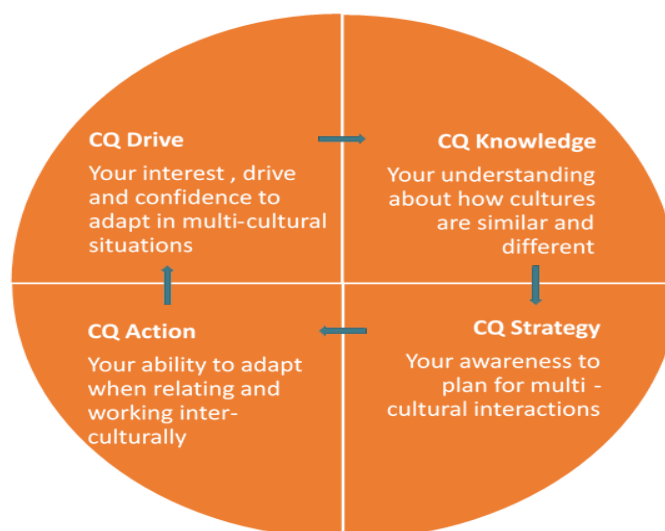 CQ Drive
Your interest , drive
and confidence to
adapt in multi-cultural
situations
CQ Knowledge
Your understanding
about how cultures
are similar and
different
CQ Action
Your ability to adapt
when relating and
working inter-
culturally
CQ Strategy
Your awareness to
plan for multi -
cultural interactions